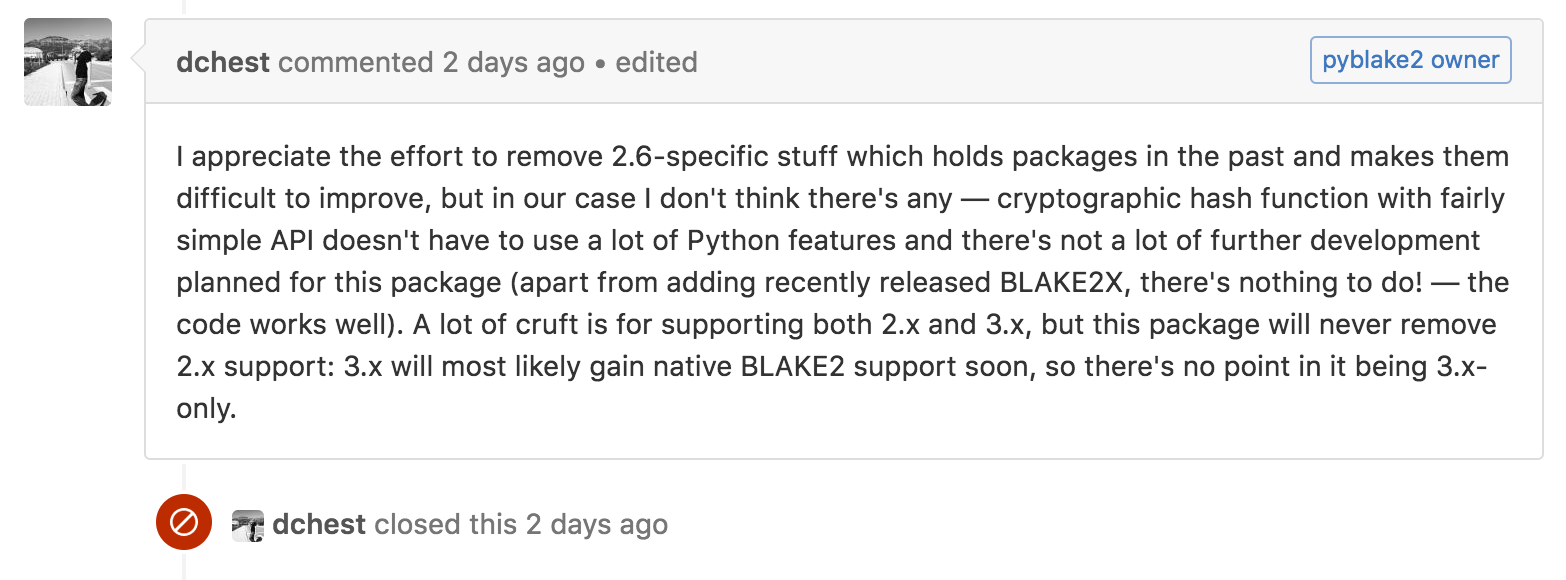 dchest commented 2 days ago • edited
pyblake2 owner
I appreciate the effort to remove 2.6-specific stuff which holds packages in the past and makes them
difficult to improve, but in our case I don't think there's any — cryptographic hash function with fairly
simple API doesn't have to use a lot of Python features and there's not a lot of further development
planned for this package (apart from adding recently released BLAKE2X, there's nothing to do! — the
code works well). A lot of cruft is for supporting both 2.x and 3.x, but this package will never remove
2.x support: 3.x will most likely gain native BLAKE2 support soon, so there's no point in it being 3.x-
only.
dchest closed this 2 days ago